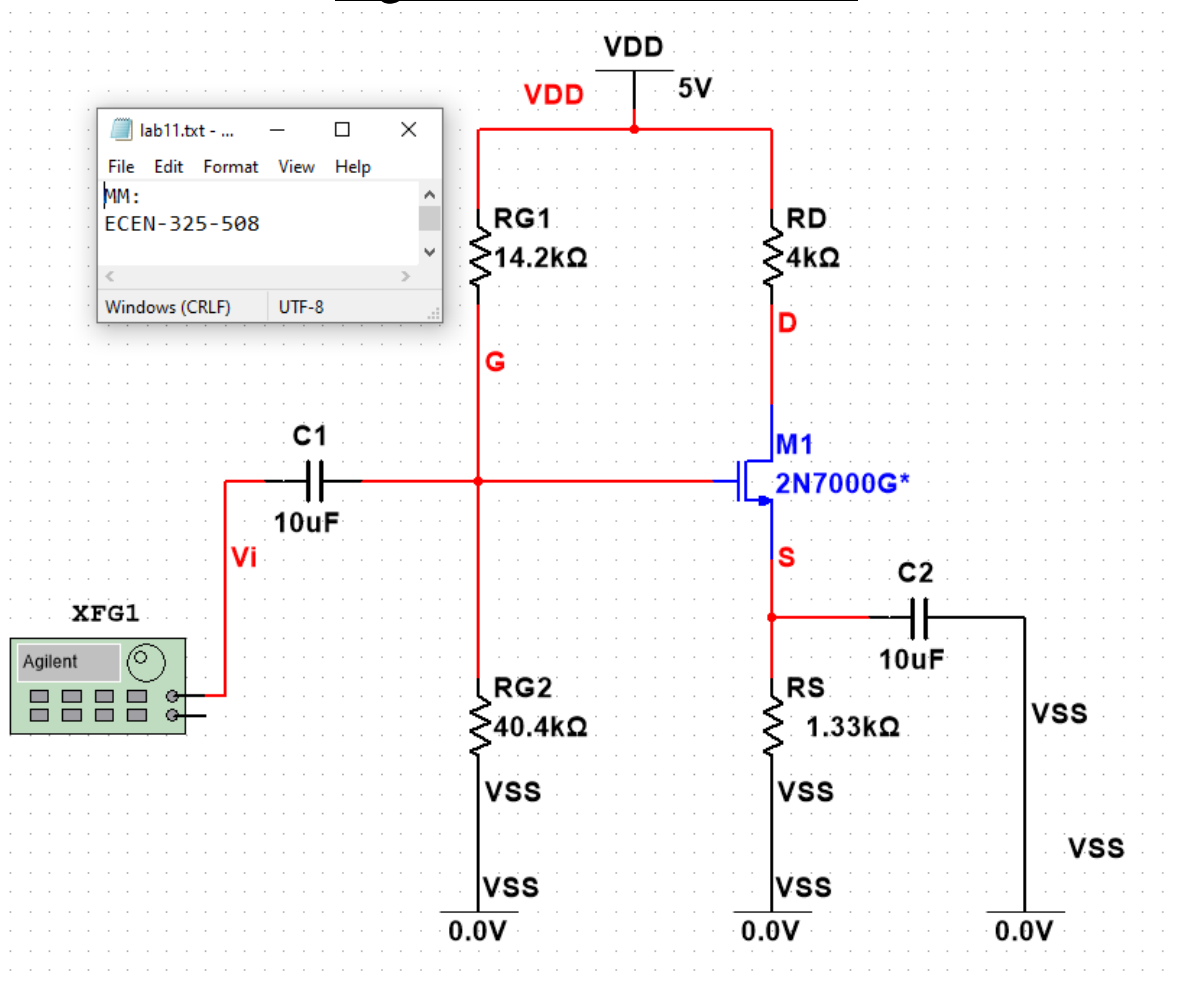 VDD
VDD
5V
lab11.txt - ...
File Edit Format View Help
MM:
ECEN-325-508
Windows (CRLF) UTF-8
RG1
14.2kΩ
RD
4kΩ
D
G
C1
10uF
M1
2N7000G*
Vi
S
C2
10uF
XFG1
Agilent
RG2
40.4kΩ
RS
1.33kΩ
VSS
VSS
VSS
VSS
VSS
VSS
0.0V
0.0V
0.0V